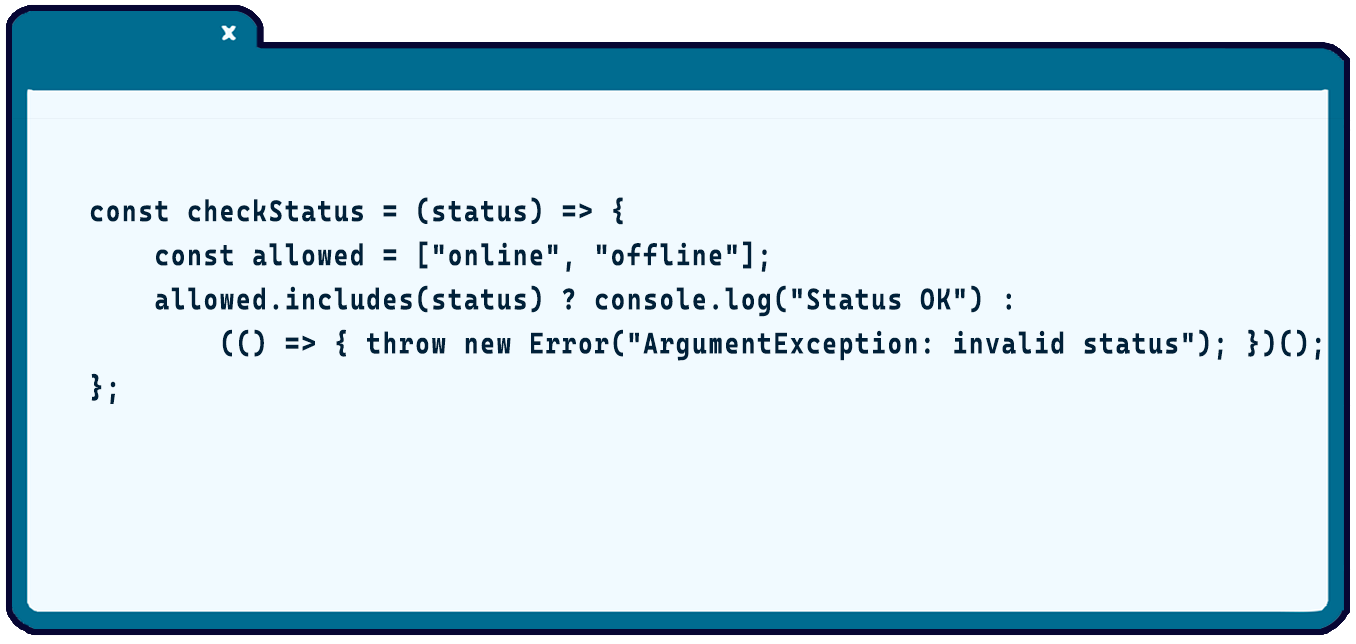 x
const checkStatus = (status) => {
    const allowed = ["online", "offline"];
    allowed.includes(status) ? console.log("Status OK") :
        (() => { throw new Error("ArgumentException: invalid status"); })();
};